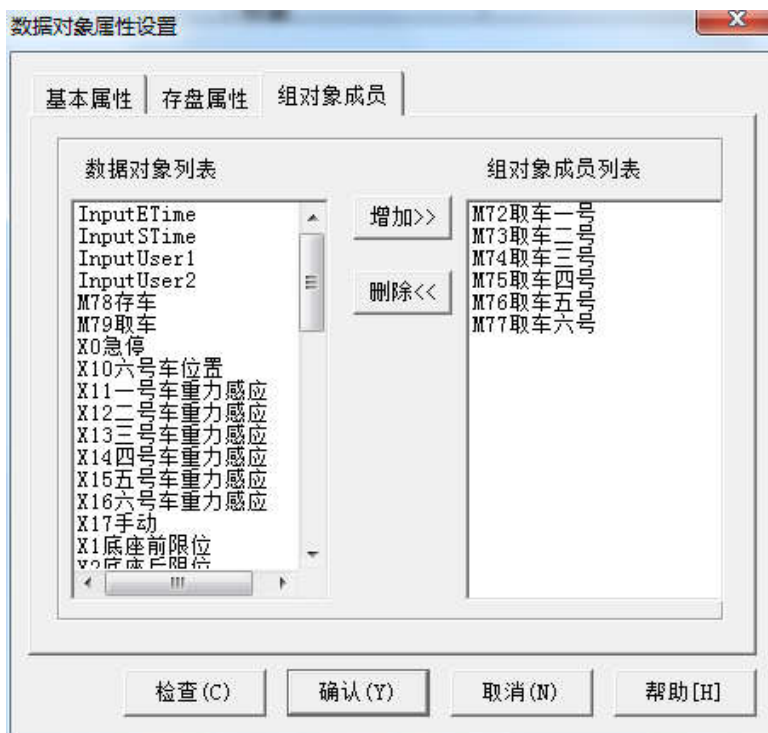 数据对象属性设置
X
基本属性 存盘属性 组对象成员
数据对象列表
InputETime
InputSTime
InputUser1
InputUser2
M78存车
M79取车
X0急停
X10六号车位置
X11一号车重力感应
X12二号车重力感应
X13三号车重力感应
X14四号车重力感应
X15五号车重力感应
X16六号车重力感应
X17手动
X1底座前限位
X2底座后限位
增加>>
删除<<
组对象成员列表
M72取车一号
M73取车二号
M74取车三号
M75取车四号
M76取车五号
M77取车六号
检查(C) 确认(Y) 取消(N) 帮助[H]